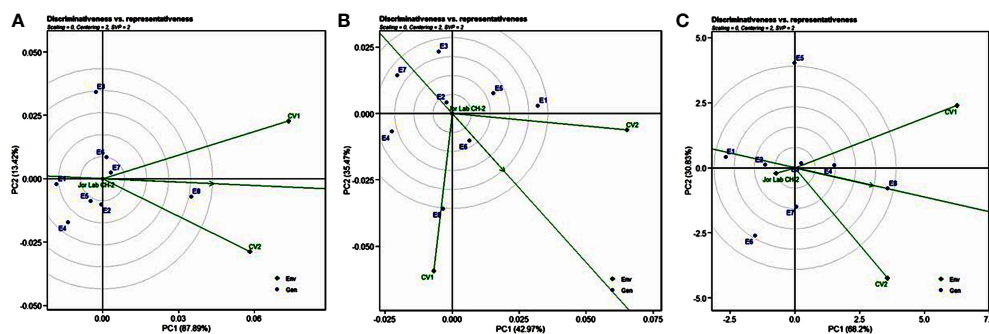 A
Discriminativeness vs. representativeness
Scaling = 0, Centering = 2, SVP = 2
PC2 (13.42%)
0.050
0.025
0.000
-0.025
-0.050
E3
CV1
E6
E7
E1
Jor Lab CH-2
E8
E5
E2
E4
CV2
Env
Gen
0.00
0.06
PC1 (87.89%)
B
Discriminativeness vs. representativeness
Scaling = 0, Centering = 2, SVP = 2
PC2 (35.47%)
0.025
0.000
-0.025
-0.050
E3
E7
E5
E2
E1
Jor Lab CH-2
CV2
E4
E6
E8
CV1
Env
Gen
-0.025
0.000
0.025
0.050
0.075
PC1 (42.97%)
C
Discriminativeness vs. representativeness
Scaling = 0, Centering = 2, SVP = 2
PC2 (30.83%)
5.0
2.5
0.0
-2.5
-5.0
E5
CV1
E1
E2
E4
Jor Lab CH-2
E8
E7
E6
CV2
Env
Gen
-2.5
0.0
2.5
5.0
PC1 (68.2%)